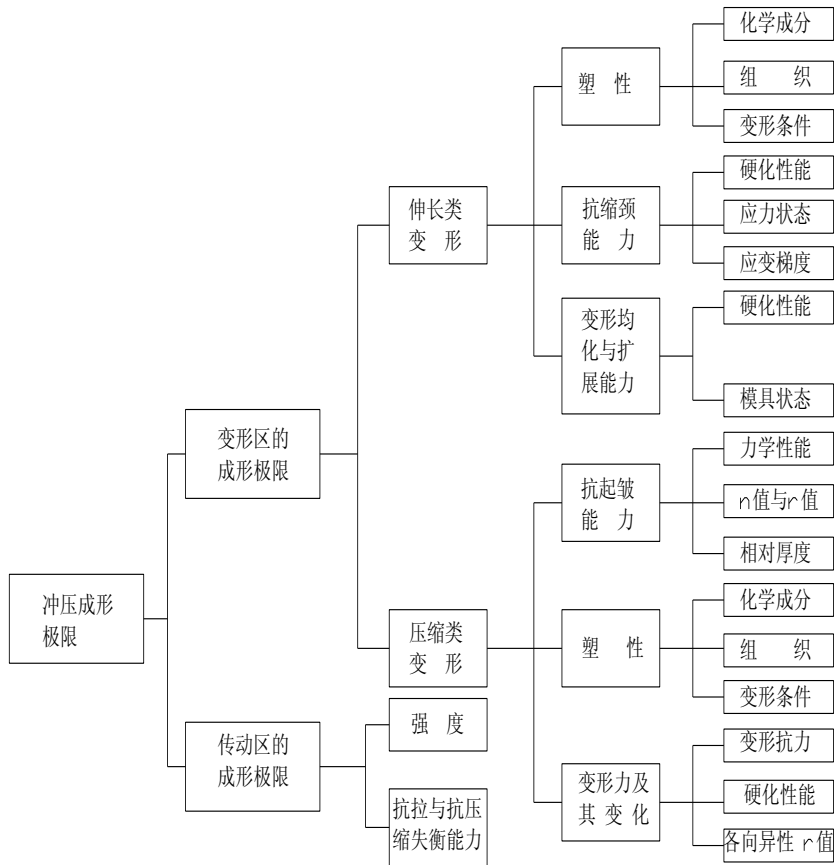 冲压成形
极限
变形区的
成形极限
传动区的
成形极限
伸长类
变 形
压缩类
变 形
强 度
抗拉与抗压
缩失衡能力
塑 性
抗缩颈
能 力
变形均
化与扩
展能力
抗起皱
能 力
塑 性
变形力及
其 变 化
化学成分
组 织
变形条件
硬化性能
应力状态
应变梯度
硬化性能
模具状态
力学性能
n值与r值
相对厚度
化学成分
组 织
变形条件
变形抗力
硬化性能
各向异性 r值